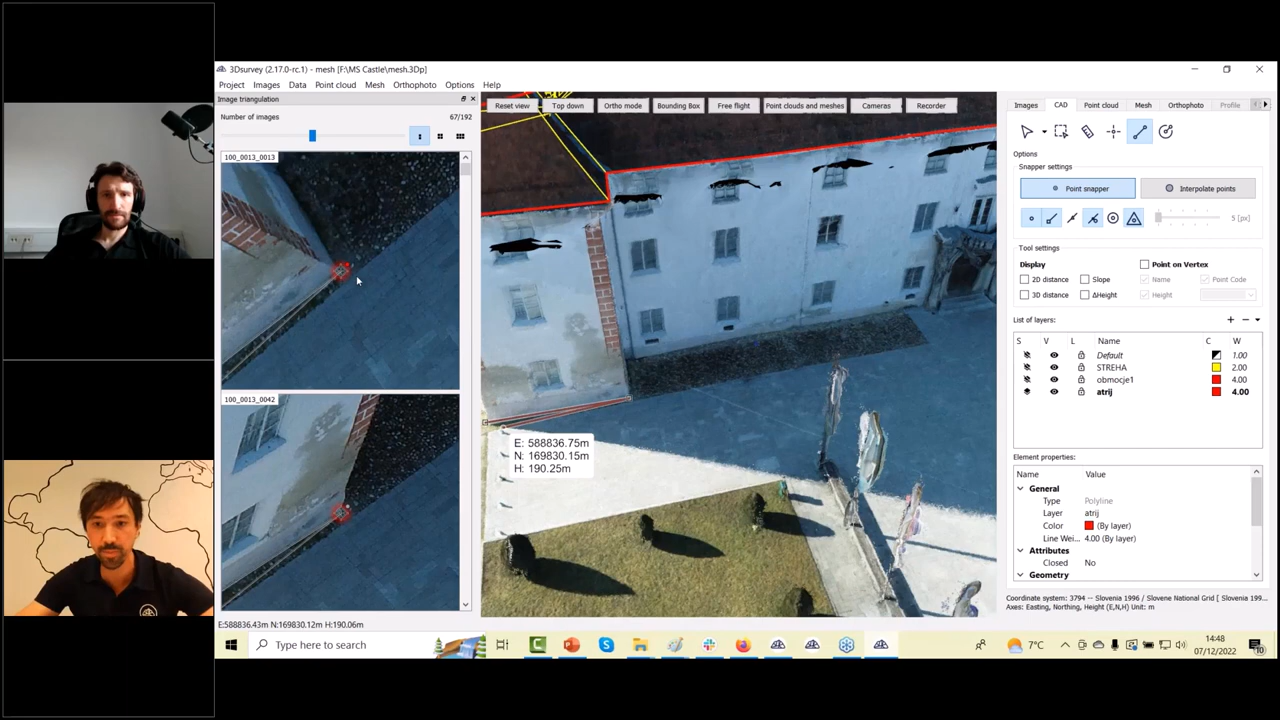 3Dsurvey (2.17.0-rc.1) - mesh [F:\MS Castle\mesh.3Dp]
Project Images Data Point cloud Mesh Orthophoto Options Help
Image triangulation
Number of images 67/192
100_0013_0013
100_0013_0042
Reset view Top down Ortho mode Bounding Box Free flight Point clouds and meshes Cameras Recorder
E: 588836.75m
N: 169830.15m
H: 190.25m
Images CAD Point cloud Mesh Orthophoto Profile
Options
Snapper settings
Point snapper Interpolate points
5 [px]
Tool settings
Display Point on Vertex
2D distance Slope Name Point Code
3D distance ΔHeight Height
List of layers:
S V L Name C W
Default 1.00
STREHA 2.00
obmocje1 4.00
atrij 4.00
Element properties:
Name Value
General
Type Polyline
Layer atrij
Color (By layer)
Line Wei... 4.00 (By layer)
Attributes
Closed No
Geometry
Coordinate system: 3794 -- Slovenia 1996 / Slovene National Grid [ Slovenia 199...
Axes: Easting, Northing, Height (E,N,H) Unit: m
E:588836.43m N:169830.12m H:190.06m
Type here to search
7°C
14:48
07/12/2022